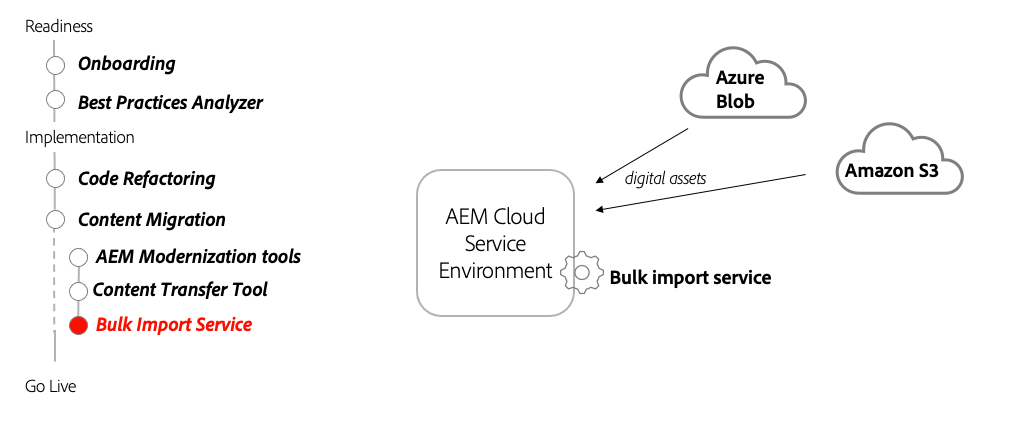 Readiness
Onboarding
Best Practices Analyzer
Implementation
Code Refactoring
Content Migration
AEM Modernization tools
Content Transfer Tool
Bulk Import Service
Go Live
AEM Cloud
Service
Environment
Bulk import service
digital assets
Azure
Blob
Amazon S3